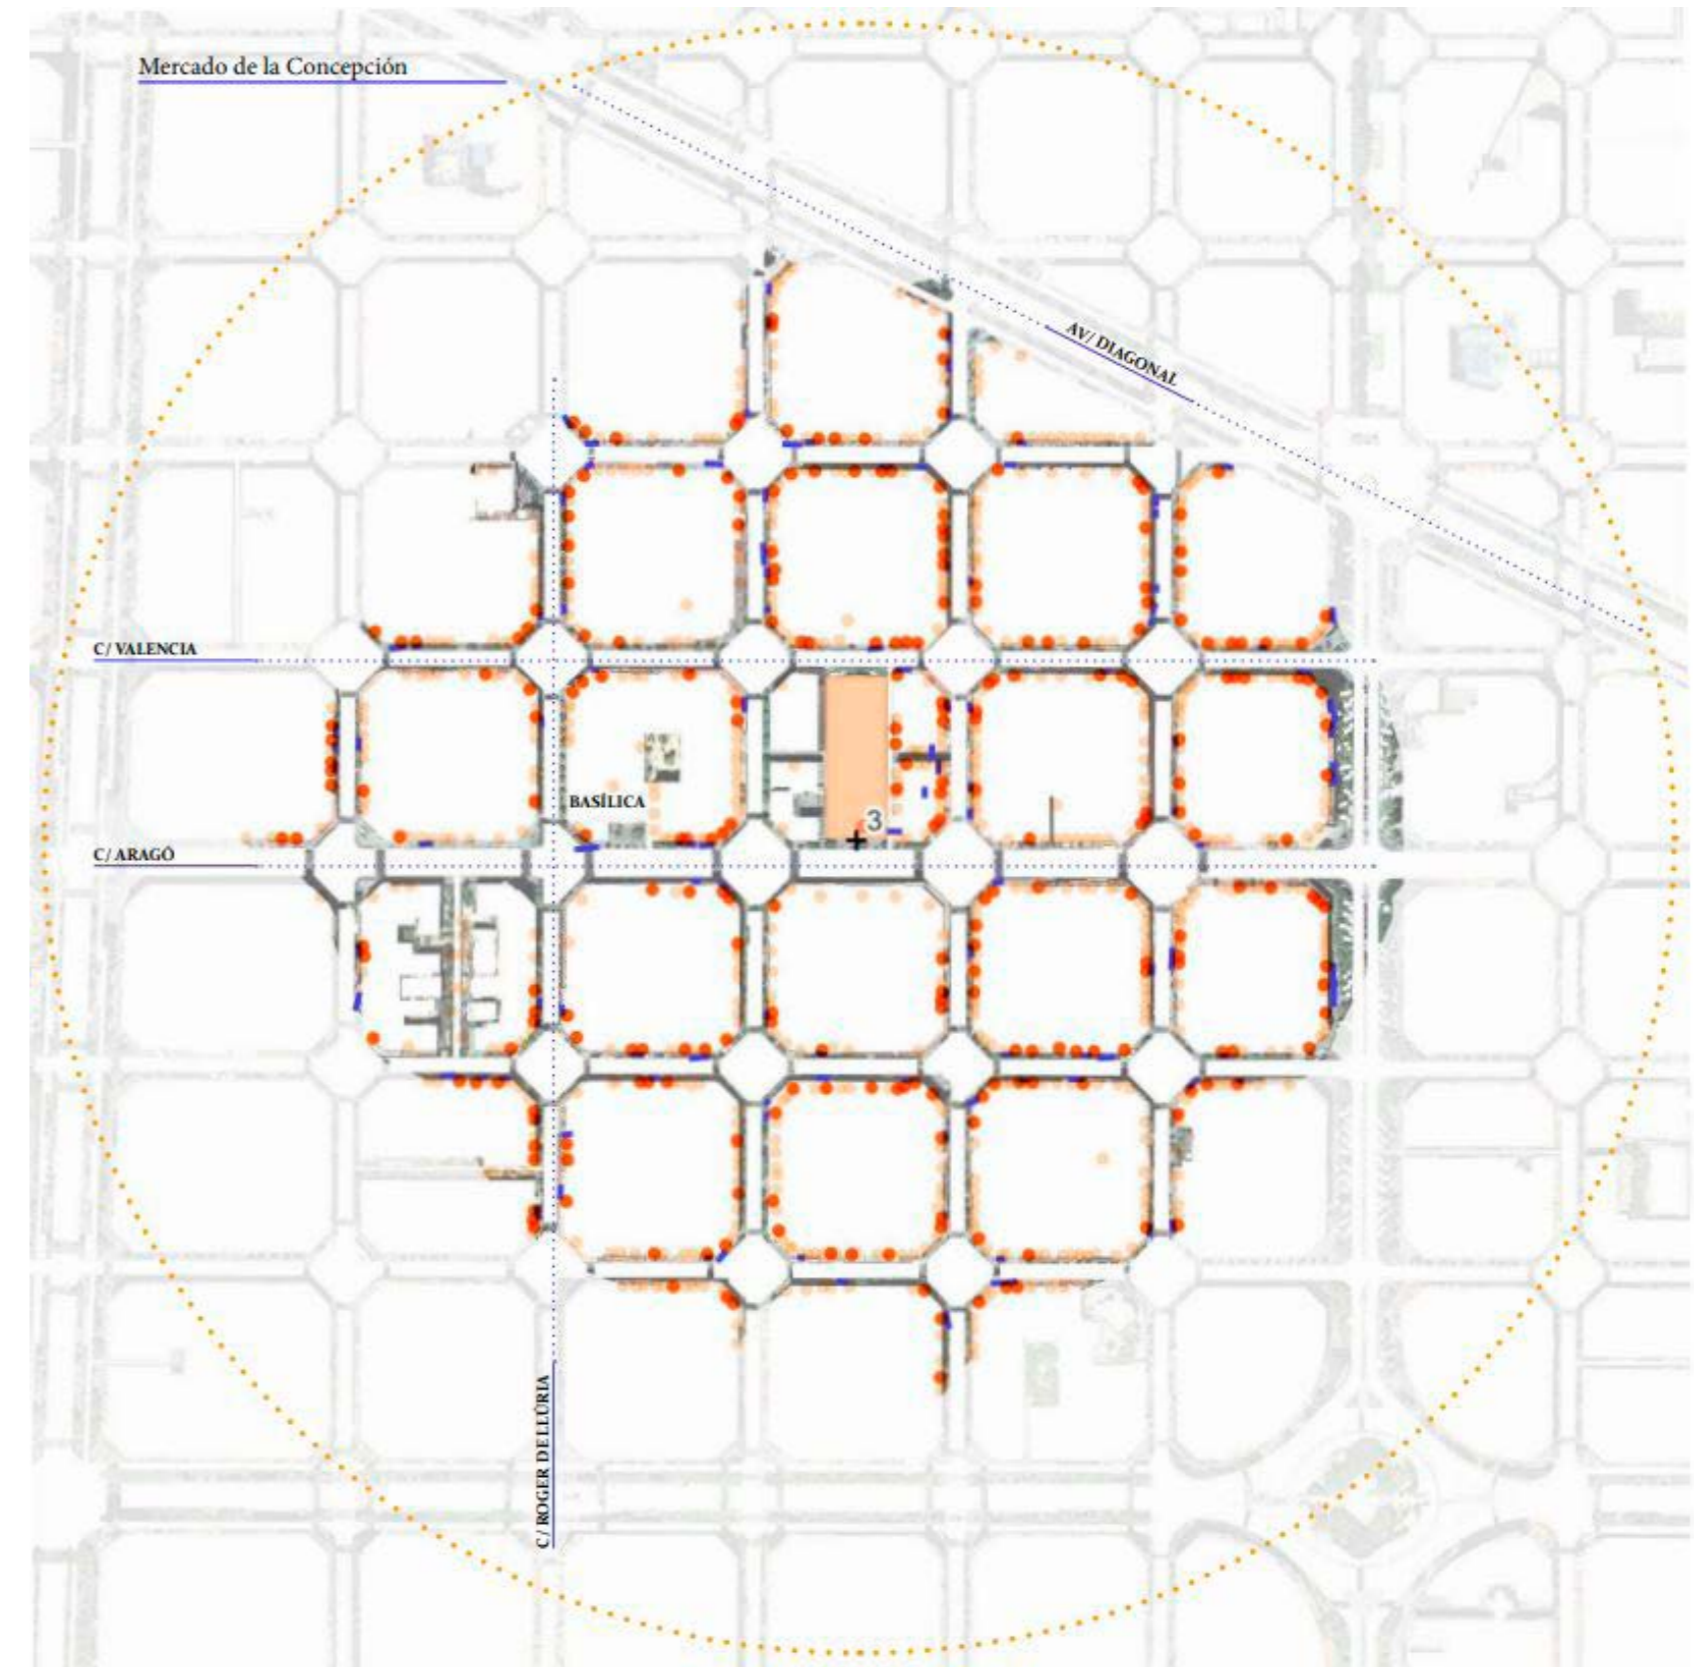 Mercado de la Concepción
AV/ DIAGONAL
C/ VALENCIA
BASÍLICA
3
C/ ARAGÓ
C/ ROGER DE LLÚRIA